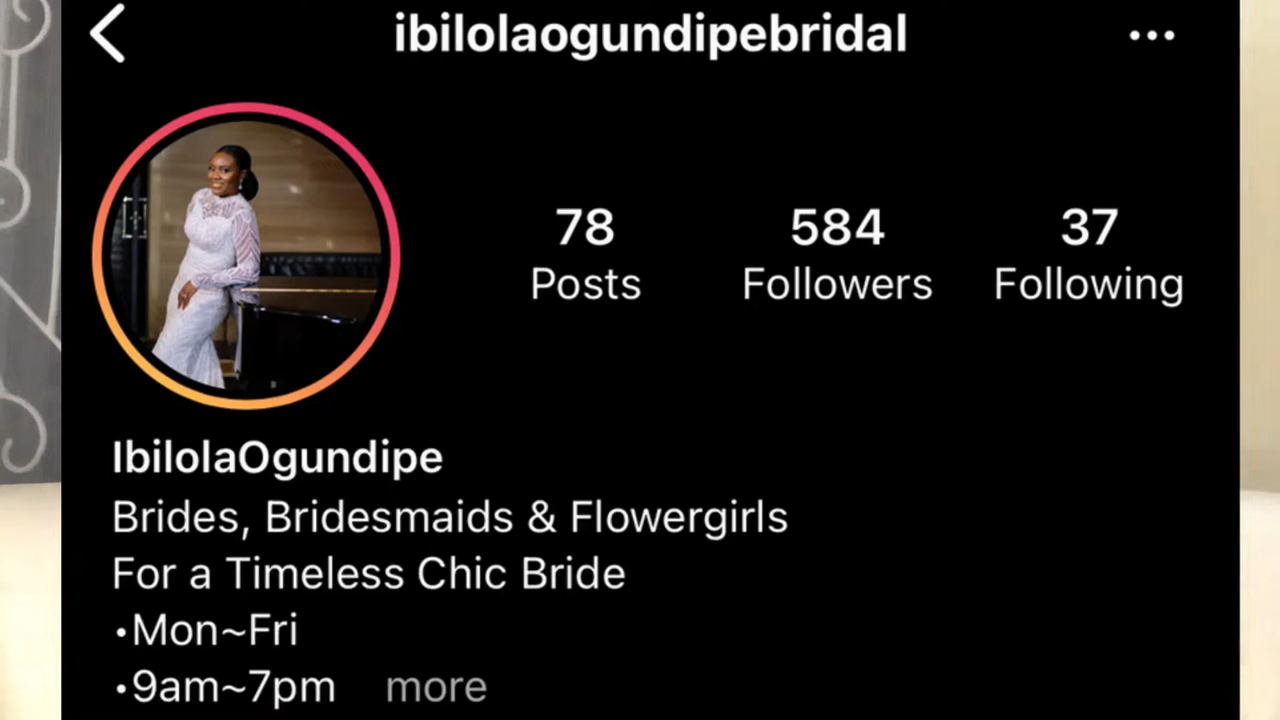 ibilolaogundipebridal
78 584 37
Posts Followers Following
IbilolaOgundipe
Brides, Bridesmaids & Flowergirls
For a Timeless Chic Bride
•Mon~Fri
•9am~7pm more